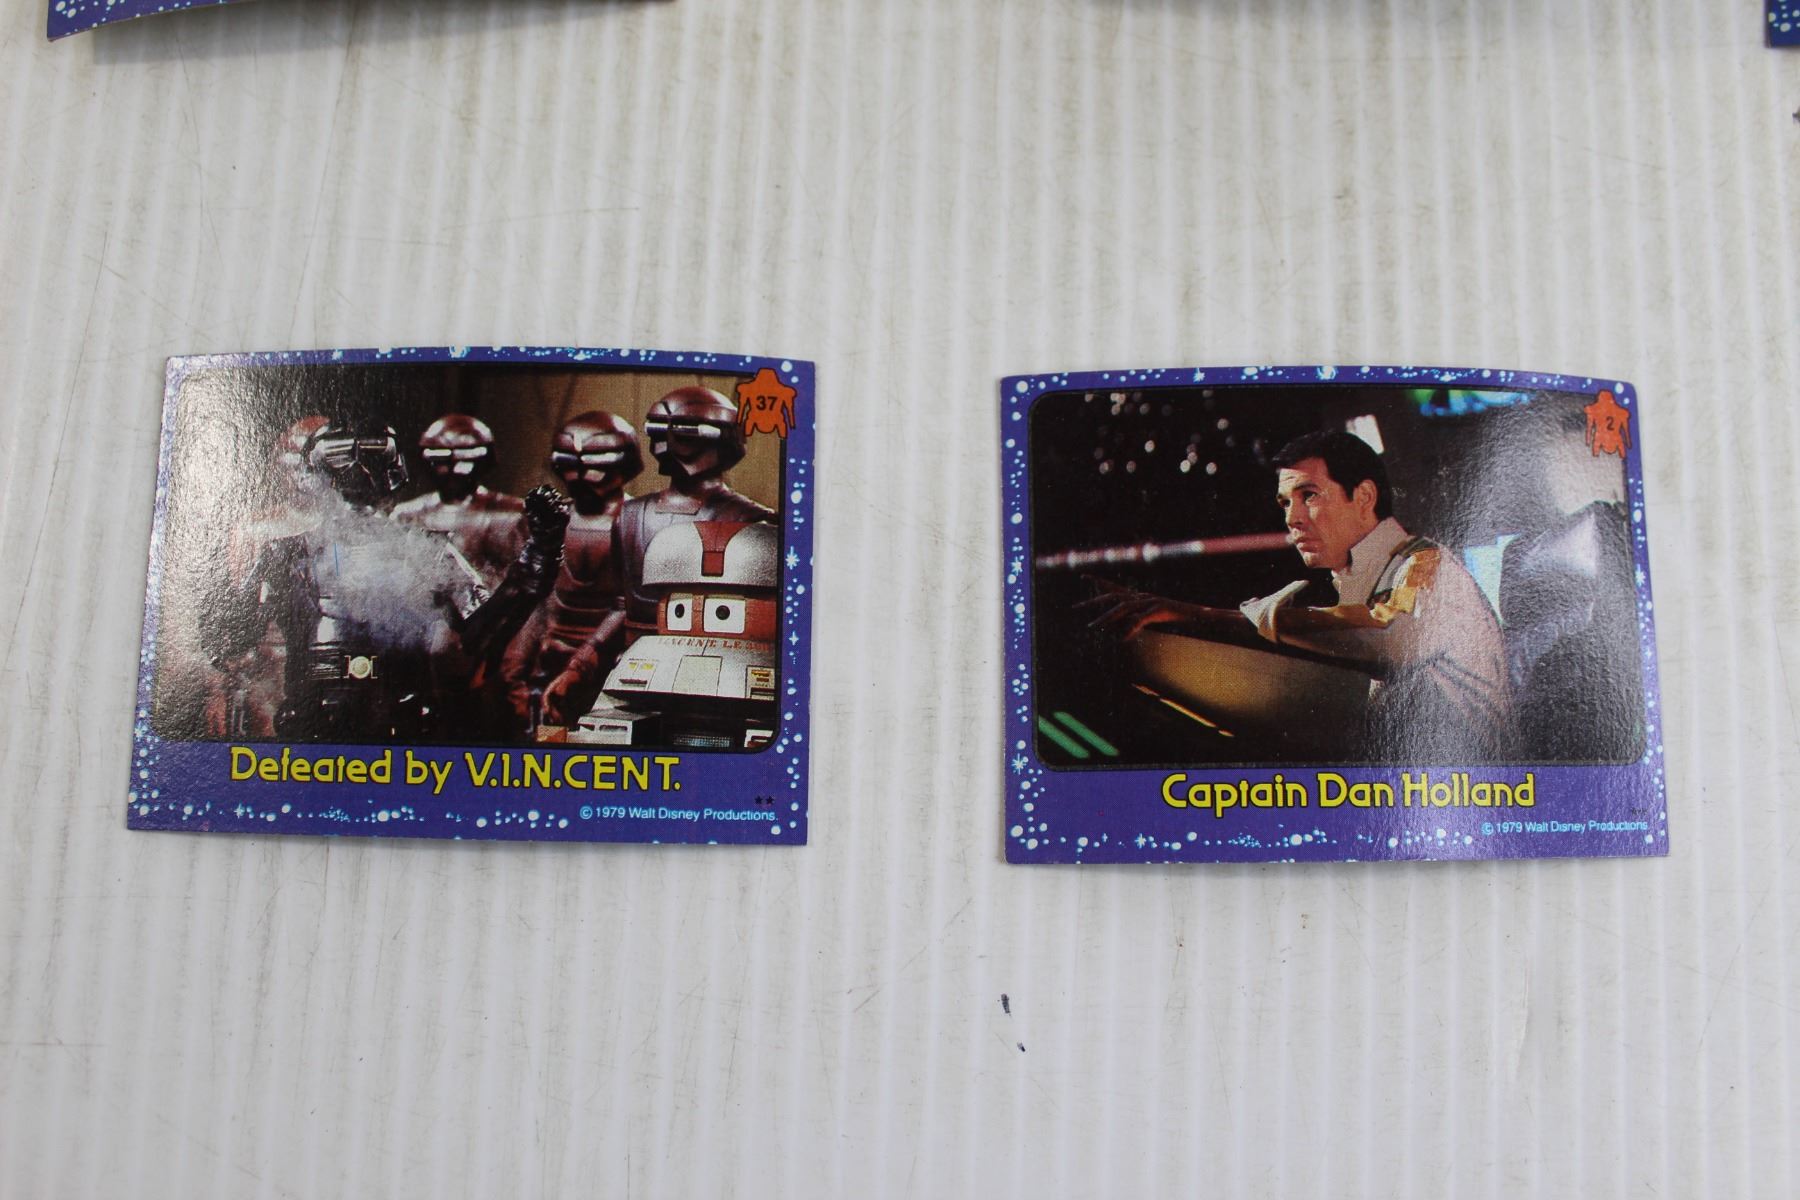 37
Defeated by V.I.N.CENT.
**
© 1979 Walt Disney Productions
2
Captain Dan Holland
© 1979 Walt Disney Productions